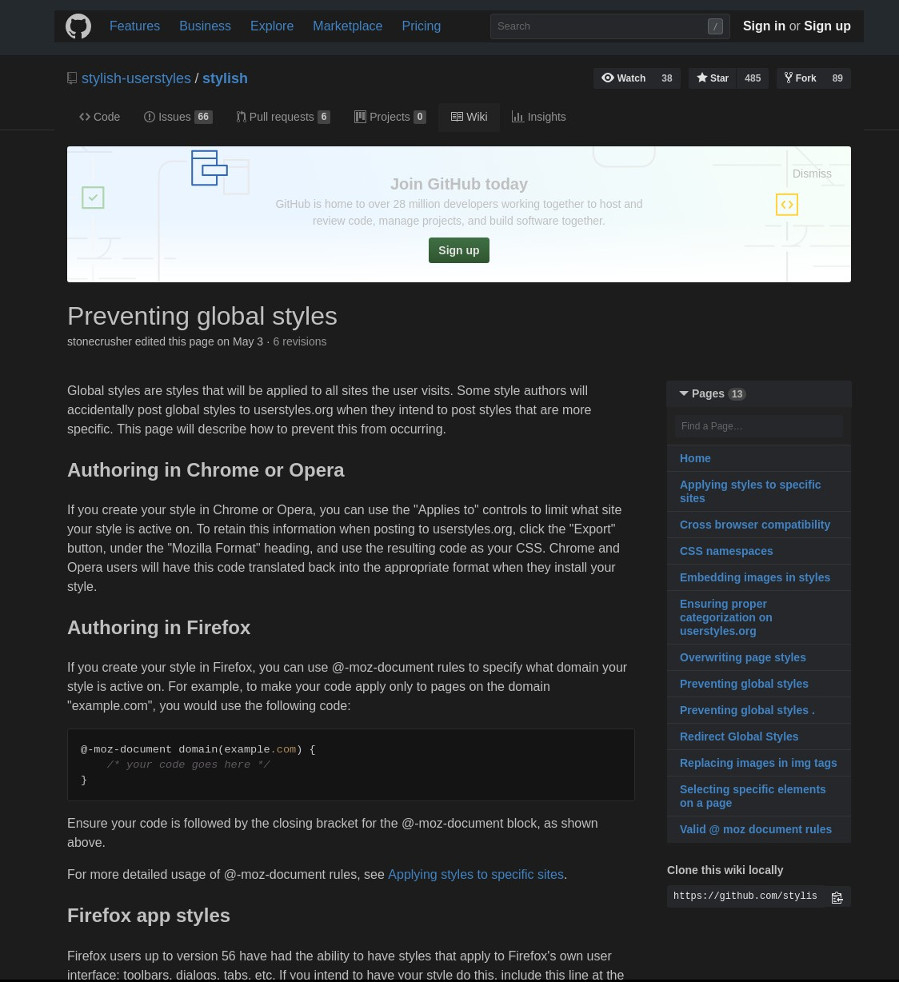 Features Business Explore Marketplace Pricing Search / Sign in or Sign up
stylish-userstyles / stylish Watch 38 Star 485 Fork 89
Code Issues 66 Pull requests 6 Projects 0 Wiki Insights
Dismiss
Join GitHub today
GitHub is home to over 28 million developers working together to host and
review code, manage projects, and build software together.
Sign up
Preventing global styles
stonecrusher edited this page on May 3 · 6 revisions
Global styles are styles that will be applied to all sites the user visits. Some style authors will
accidentally post global styles to userstyles.org when they intend to post styles that are more
specific. This page will describe how to prevent this from occurring.
Authoring in Chrome or Opera
If you create your style in Chrome or Opera, you can use the "Applies to" controls to limit what site
your style is active on. To retain this information when posting to userstyles.org, click the "Export"
button, under the "Mozilla Format" heading, and use the resulting code as your CSS. Chrome and
Opera users will have this code translated back into the appropriate format when they install your
style.
Authoring in Firefox
If you create your style in Firefox, you can use @-moz-document rules to specify what domain your
style is active on. For example, to make your code apply only to pages on the domain
"example.com", you would use the following code:
@-moz-document domain(example.com) {
/* your code goes here */
}
Ensure your code is followed by the closing bracket for the @-moz-document block, as shown
above.
For more detailed usage of @-moz-document rules, see Applying styles to specific sites.
Firefox app styles
Firefox users up to version 56 have had the ability to have styles that apply to Firefox's own user
interface: toolbars, dialogs, tabs, etc. If you intend to have your style do this, include this line at the
Pages 13
Find a Page…
Home
Applying styles to specific
sites
Cross browser compatibility
CSS namespaces
Embedding images in styles
Ensuring proper
categorization on
userstyles.org
Overwriting page styles
Preventing global styles
Preventing global styles .
Redirect Global Styles
Replacing images in img tags
Selecting specific elements
on a page
Valid @ moz document rules
Clone this wiki locally
https://github.com/stylis